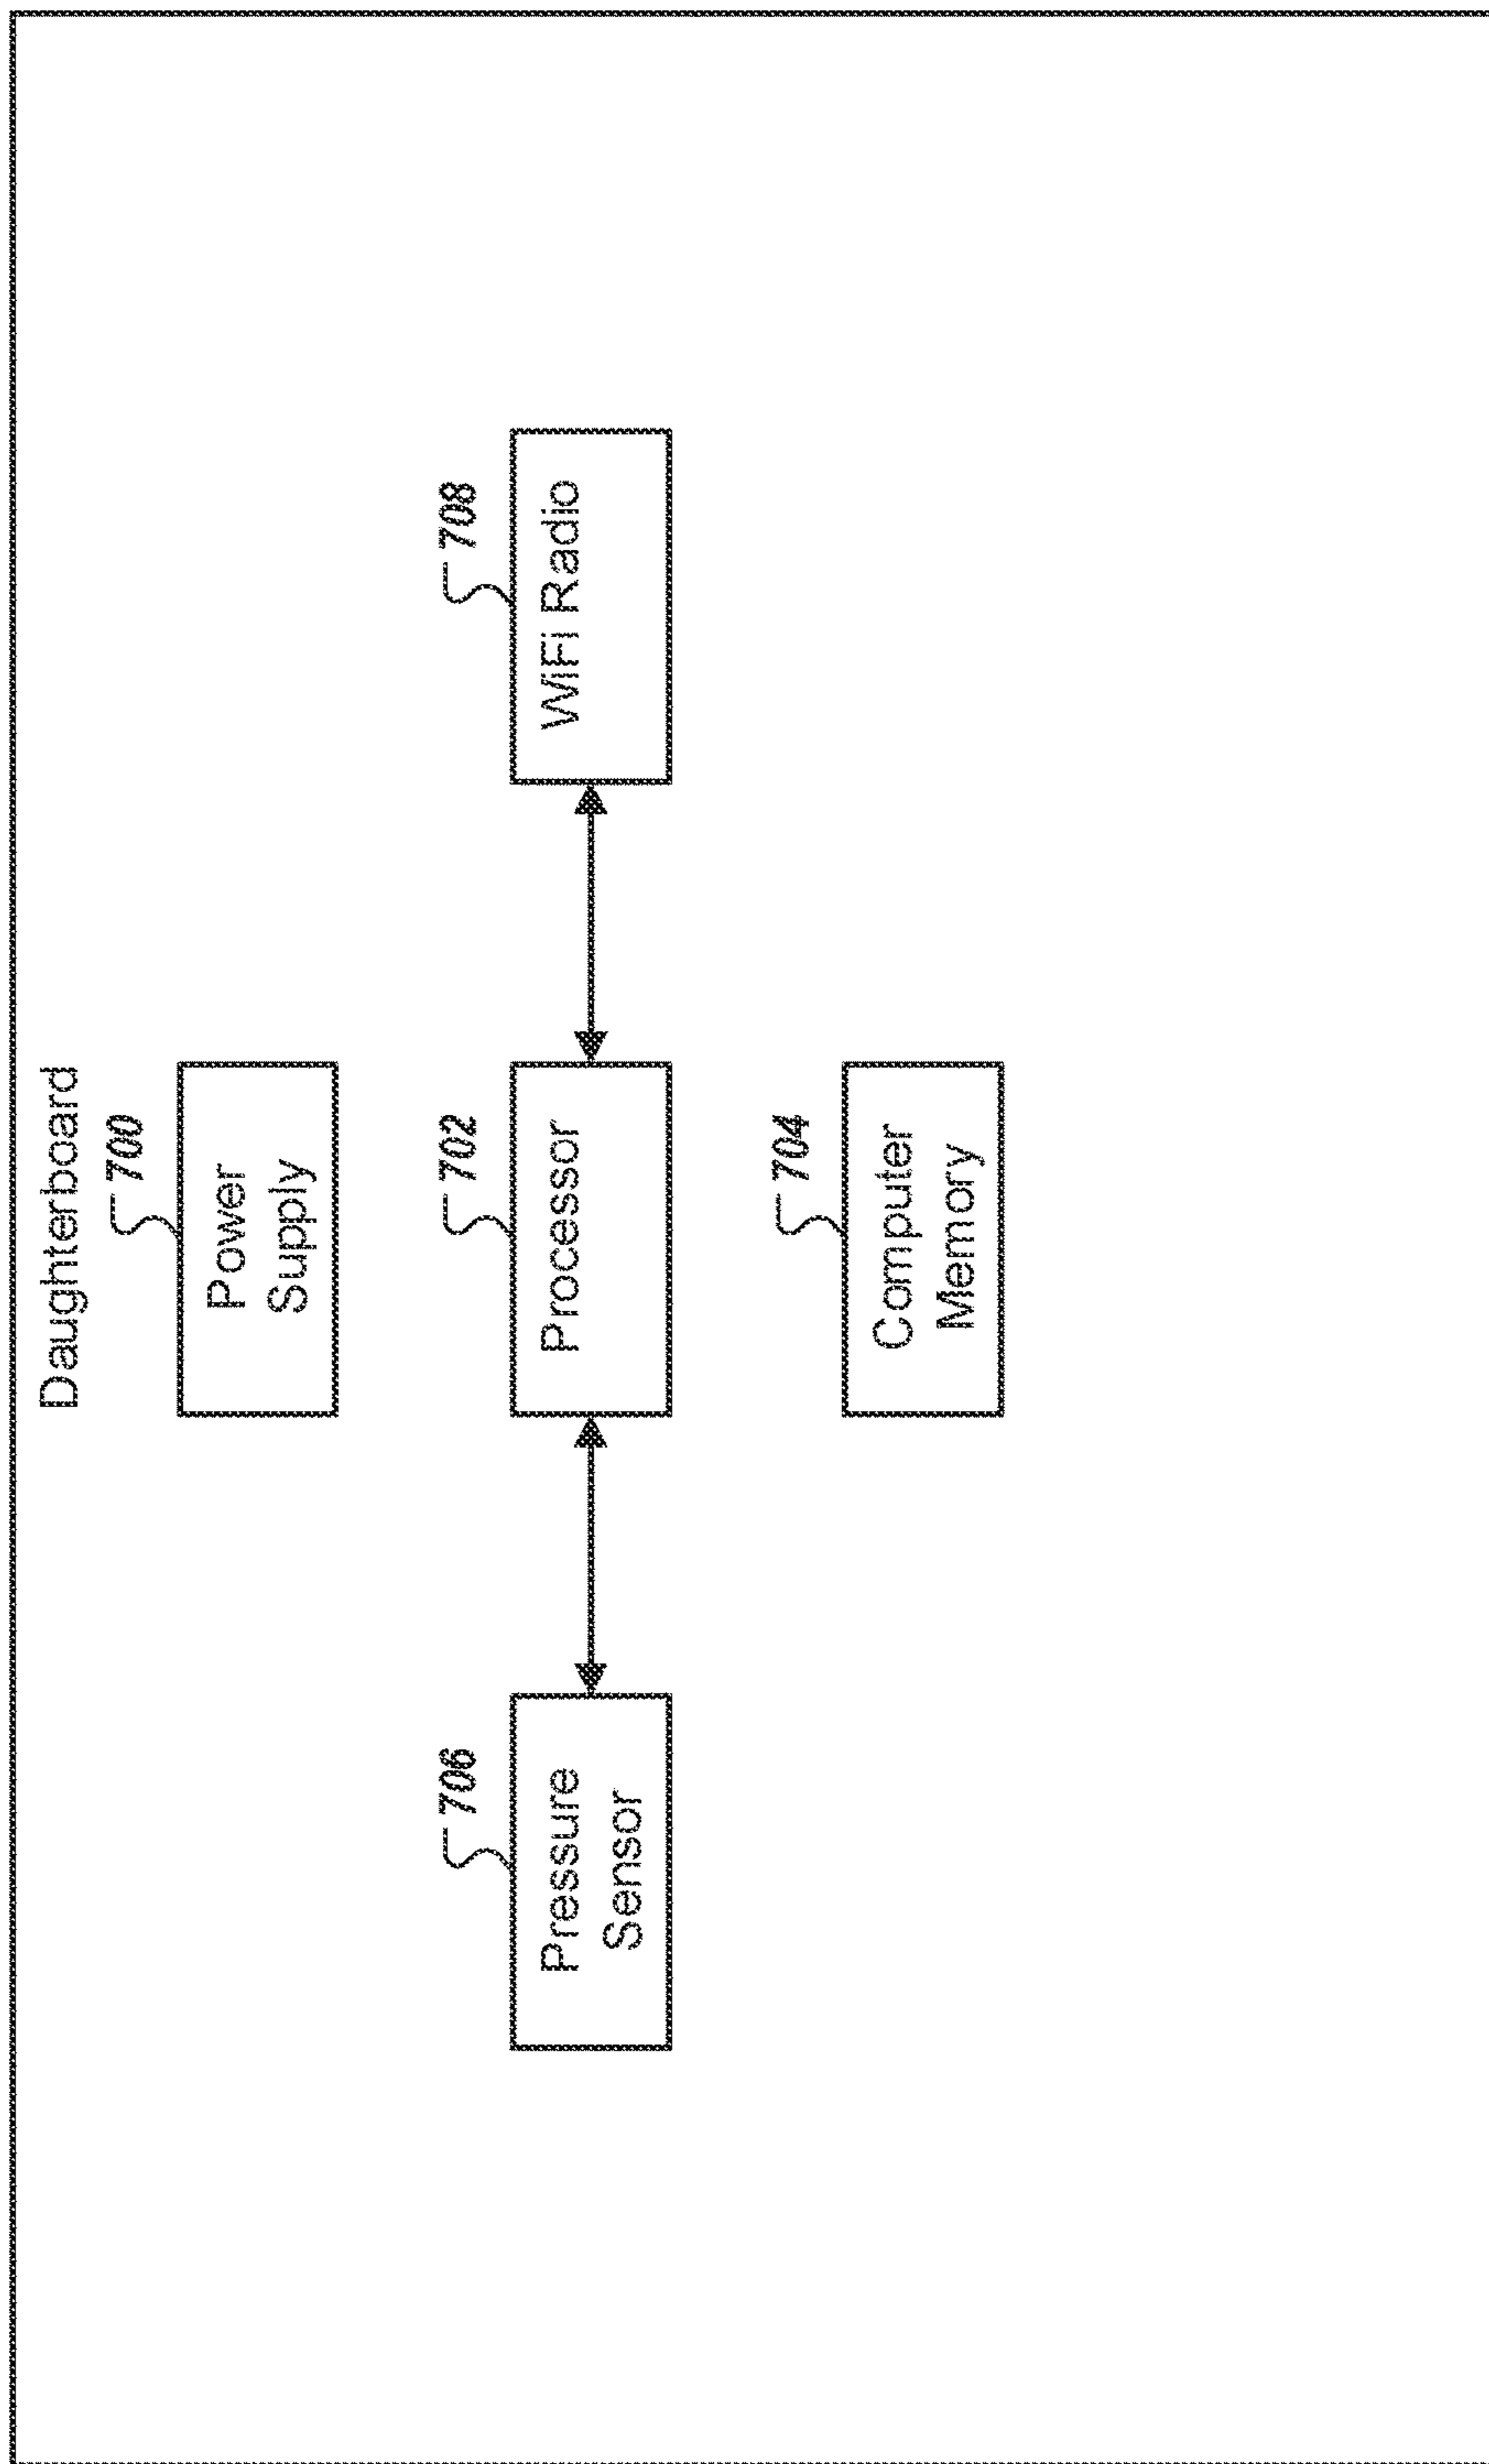 Daughterboard
700
Power
Supply
706
702
708
Pressure
Sensor
Processor
WiFi Radio
704
Computer
Memory